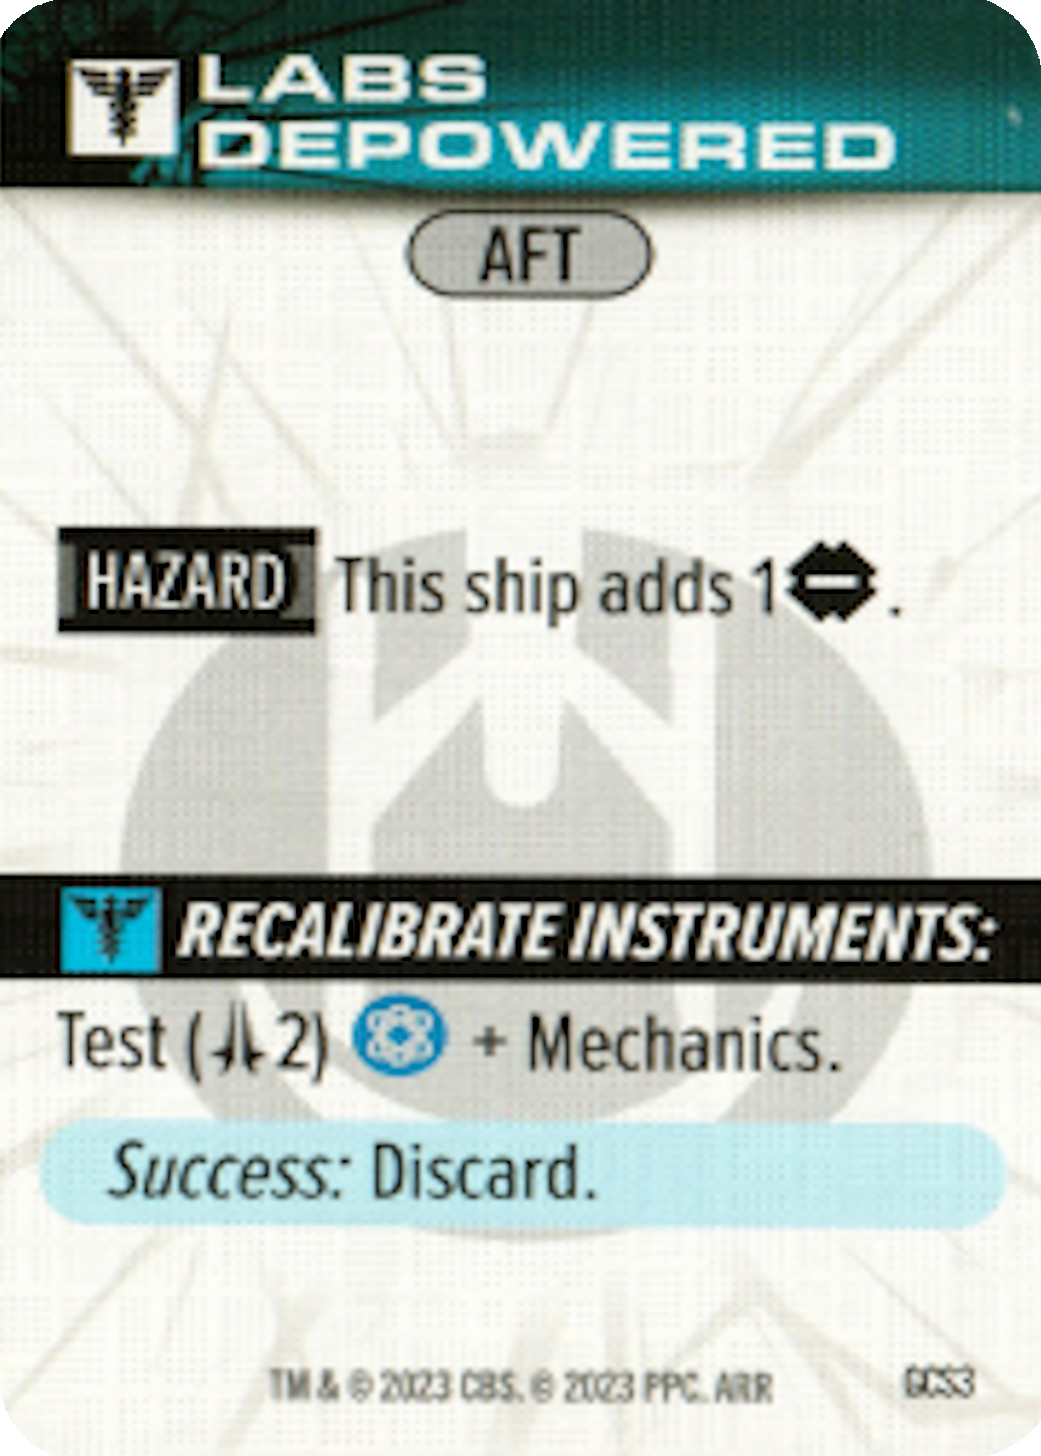 LABS
DEPOWERED
AFT
HAZARD This ship adds 1 .
RECALIBRATE INSTRUMENTS:
Test ( 2) + Mechanics.
Success: Discard.
TM & © 2023 CBS. © 2023 PPC. ARR GCS3